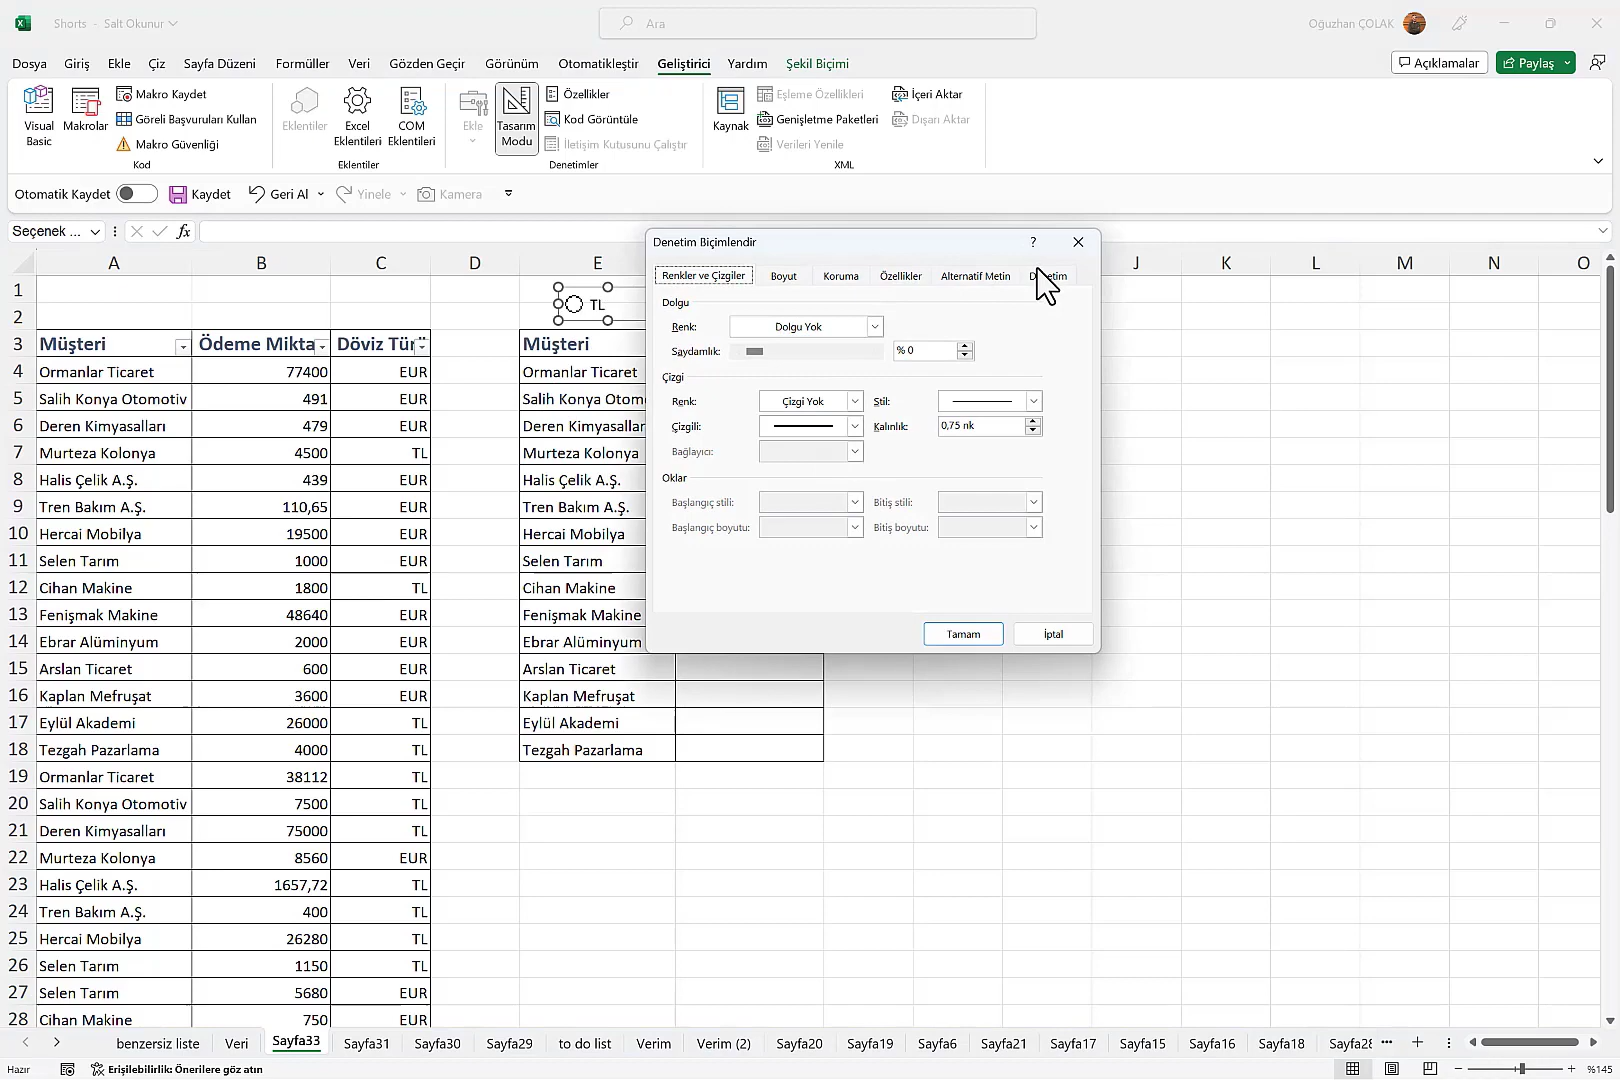 Shorts - Salt Okunur
Ara
Oğuzhan ÇOLAK
Dosya Giriş Ekle Çiz Sayfa Düzeni Formüller Veri Gözden Geçir Görünüm Otomatikleştir Geliştirici Yardım Şekil Biçimi
Açıklamalar Paylaş
Visual Basic
Makrolar
Makro Kaydet
Göreli Başvuruları Kullan
Makro Güvenliği
Kod
Eklentiler
Excel Eklentileri
COM Eklentileri
Eklentiler
Ekle
Tasarım Modu
Özellikler
Kod Görüntüle
İletişim Kutusunu Çalıştır
Denetimler
Kaynak
Eşleme Özellikleri
Genişletme Paketleri
Verileri Yenile
İçeri Aktar
Dışarı Aktar
XML
Otomatik Kaydet Kaydet Geri Al Yinele Kamera
Seçenek ... fx
A B C D E J K L M N O
1 TL
2
3 Müşteri Ödeme Mikta Döviz Tür Müşteri
4 Ormanlar Ticaret 77400 EUR Ormanlar Ticaret
5 Salih Konya Otomotiv 491 EUR Salih Konya Otom
6 Deren Kimyasalları 479 EUR Deren Kimyasallar
7 Murteza Kolonya 4500 TL Murteza Kolonya
8 Halis Çelik A.Ş. 439 EUR Halis Çelik A.Ş.
9 Tren Bakım A.Ş. 110,65 EUR Tren Bakım A.Ş.
10 Hercai Mobilya 19500 EUR Hercai Mobilya
11 Selen Tarım 1000 EUR Selen Tarım
12 Cihan Makine 1800 TL Cihan Makine
13 Fenişmak Makine 48640 EUR Fenişmak Makine
14 Ebrar Alüminyum 2000 EUR Ebrar Alüminyum
15 Arslan Ticaret 600 EUR Arslan Ticaret
16 Kaplan Mefruşat 3600 EUR Kaplan Mefruşat
17 Eylül Akademi 26000 TL Eylül Akademi
18 Tezgah Pazarlama 4000 TL Tezgah Pazarlama
19 Ormanlar Ticaret 38112 TL
20 Salih Konya Otomotiv 7500 TL
21 Deren Kimyasalları 75000 TL
22 Murteza Kolonya 8560 EUR
23 Halis Çelik A.Ş. 1657,72 TL
24 Tren Bakım A.Ş. 400 TL
25 Hercai Mobilya 26280 TL
26 Selen Tarım 1150 TL
27 Selen Tarım 5680 EUR
28 Cihan Makine 750 EUR
Denetim Biçimlendir ?
Renkler ve Çizgiler Boyut Koruma Özellikler Alternatif Metin
Dolgu
Renk: Dolgu Yok
Saydamlık: % 0
Çizgi
Renk: Çizgi Yok Stil:
Çizgili: Kalınlık: 0,75 nk
Bağlayıcı:
Oklar
Başlangıç stili: Bitiş stili:
Başlangıç boyutu: Bitiş boyutu:
Tamam İptal
benzersiz liste Veri Sayfa33 Sayfa31 Sayfa30 Sayfa29 to do list Verim Verim (2) Sayfa20 Sayfa19 Sayfa6 Sayfa21 Sayfa17 Sayfa15 Sayfa16 Sayfa18 Sayfa28 ...
Hazır Erişilebilirlik: Önerilere göz atın %145